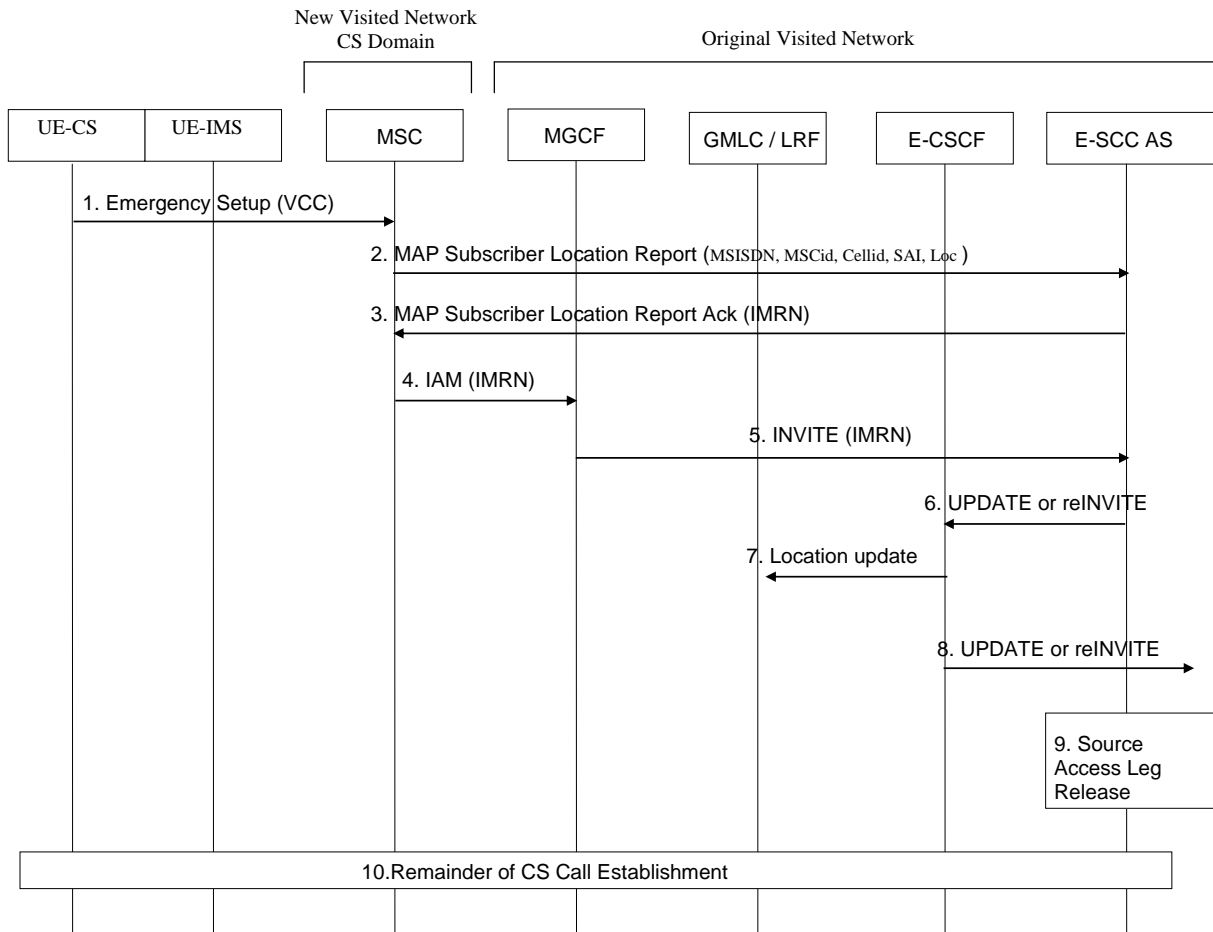 New Visited Network
CS Domain
Original Visited Network
UE-CS
UE-IMS
MSC
MGCF
GMLC / LRF
E-CSCF
E-SCC AS
1. Emergency Setup (VCC)
2. MAP Subscriber Location Report (MSISDN, MSCid, Cellid, SAI, Loc )
3. MAP Subscriber Location Report Ack (IMRN)
4. IAM (IMRN)
5. INVITE (IMRN)
6. UPDATE or reINVITE
7. Location update
8. UPDATE or reINVITE
9. Source
Access Leg
Release
10.Remainder of CS Call Establishment